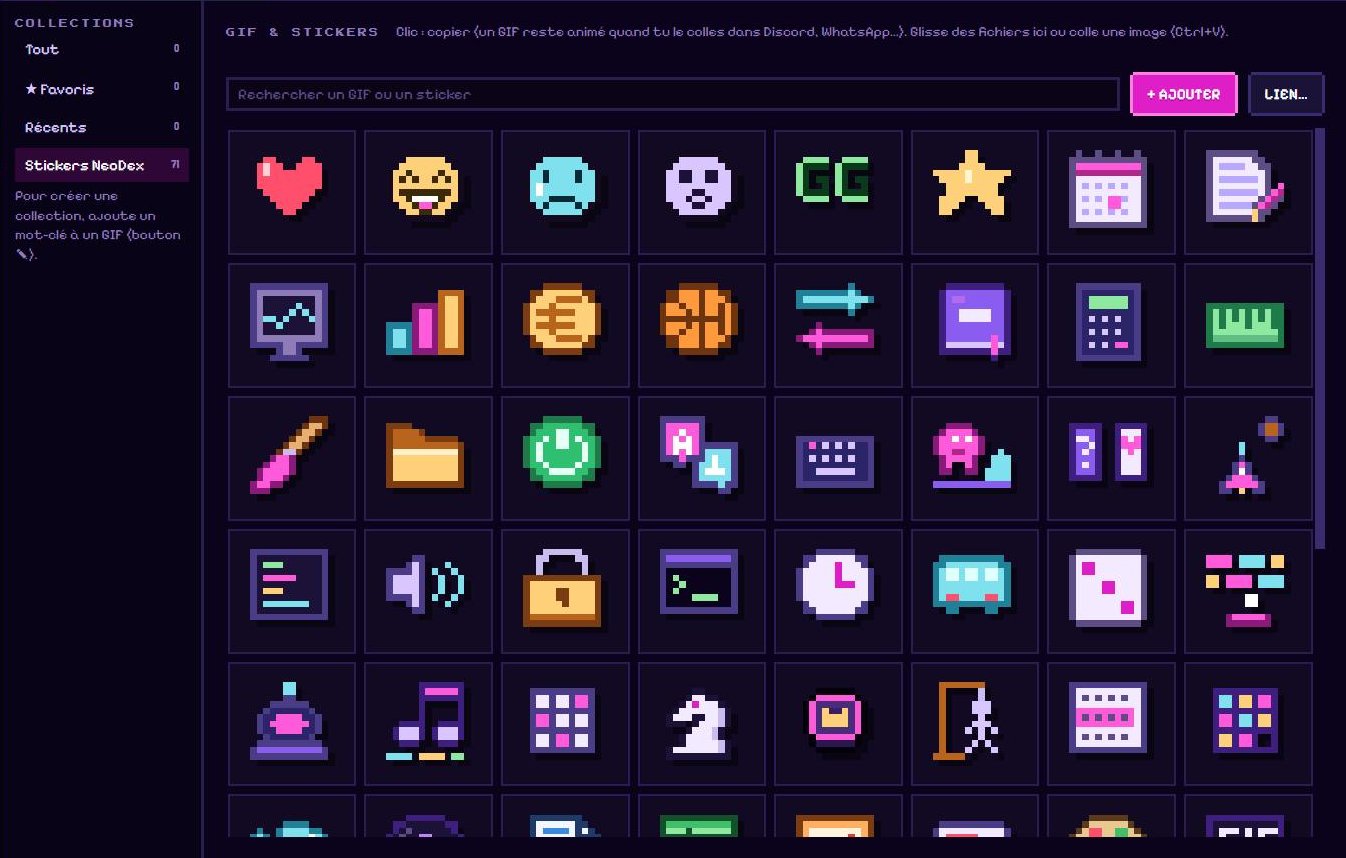 COLLECTIONS
Tout 0
★ Favoris 0
Récents 0
Stickers NeoDex 71
Pour créer une
collection, ajoute un
mot-clé à un GIF (bouton
✎).
GIF & STICKERS Clic : copier (un GIF reste animé quand tu le colles dans Discord, WhatsApp…). Glisse des fichiers ici ou colle une image (Ctrl+V).
Rechercher un GIF ou un sticker
+ AJOUTER
LIEN…
GG